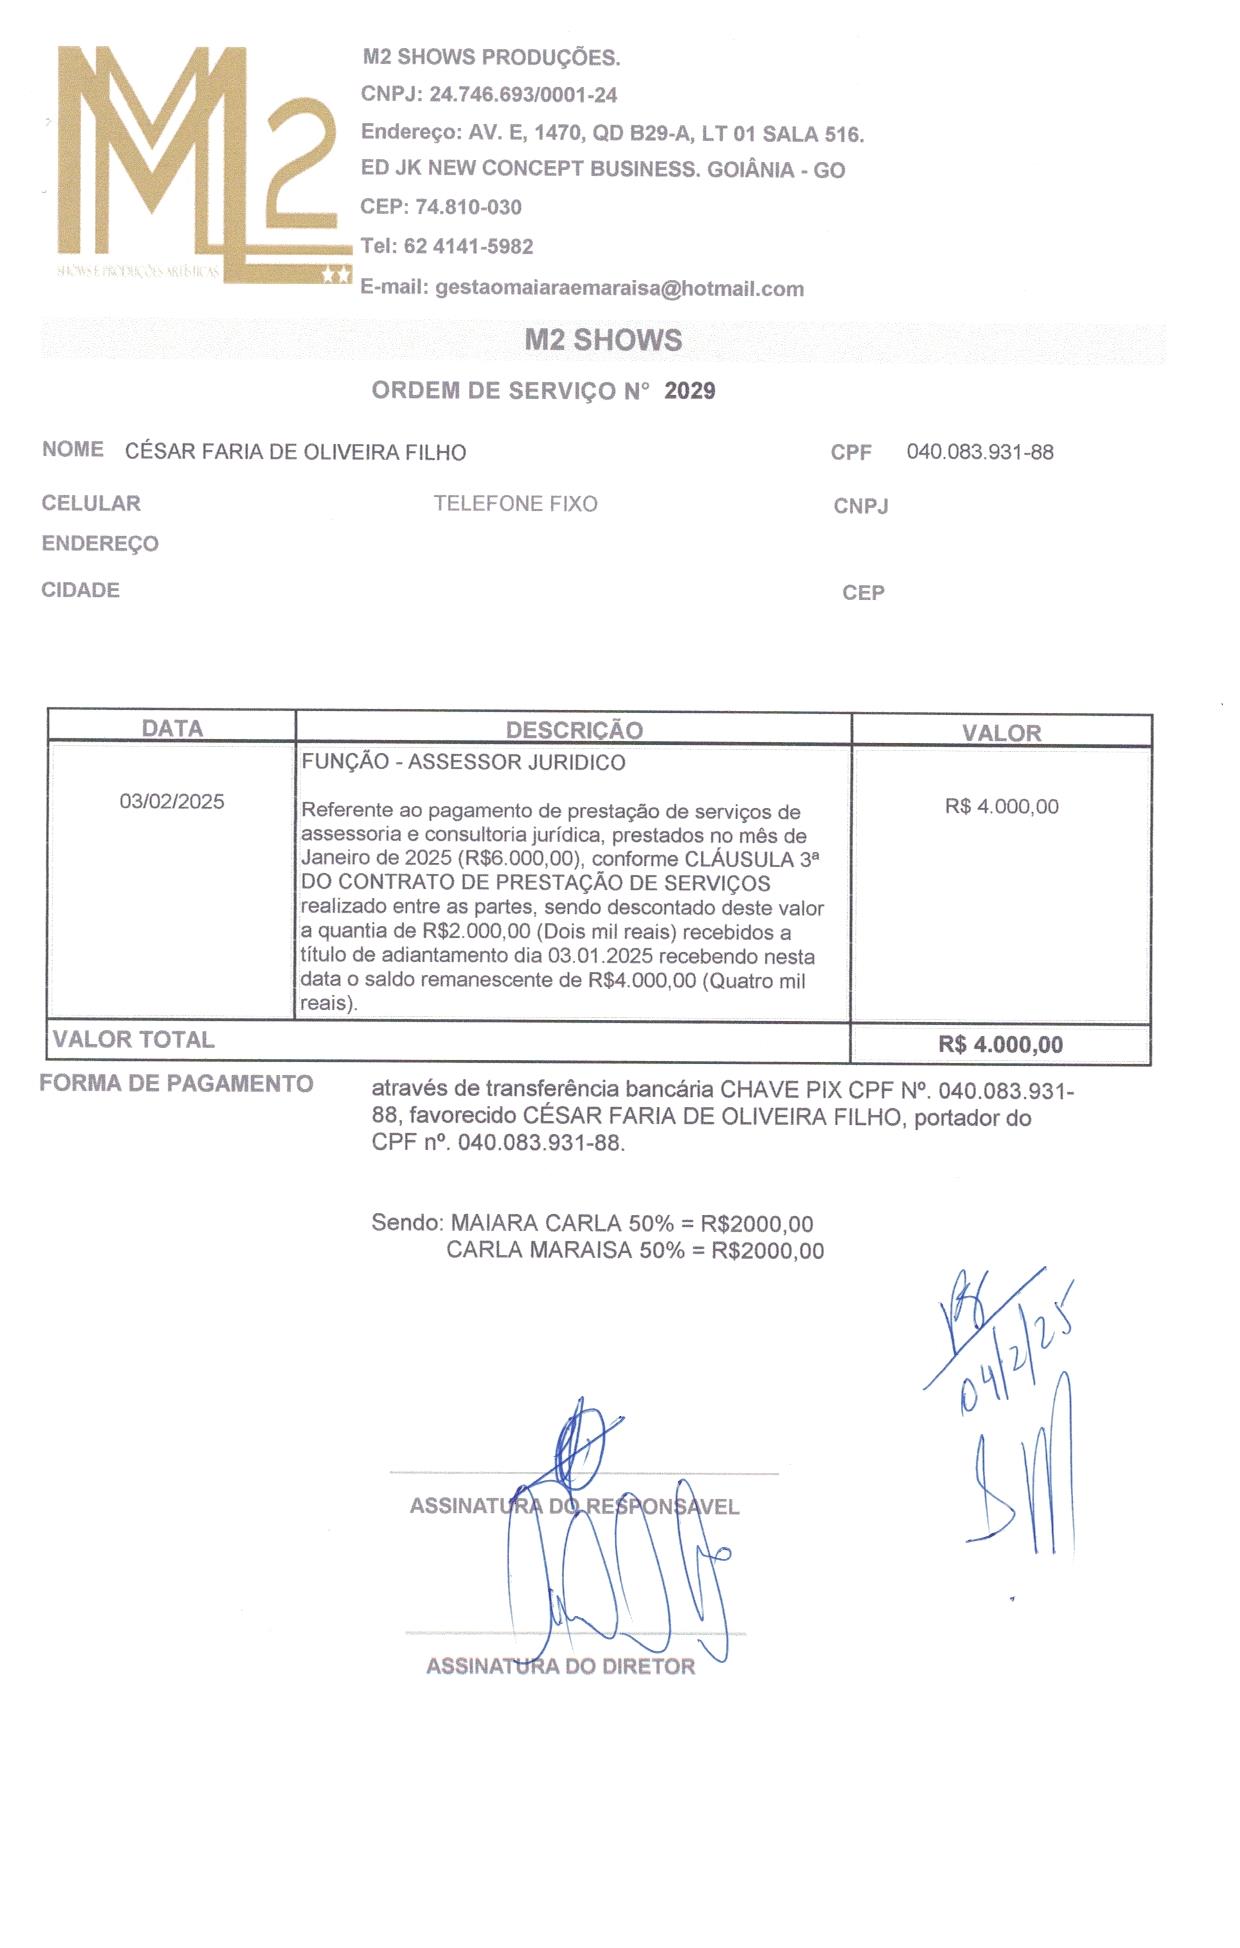 M2
SHOWS E PRODUÇÕES ARTÍSTICAS
M2 SHOWS PRODUÇÕES.
CNPJ: 24.746.693/0001-24
Endereço: AV. E, 1470, QD B29-A, LT 01 SALA 516.
ED JK NEW CONCEPT BUSINESS. GOIÂNIA - GO
CEP: 74.810-030
Tel: 62 4141-5982
E-mail: gestaomaiaraemaraisa@hotmail.com
M2 SHOWS
ORDEM DE SERVIÇO N° 2029
NOME CÉSAR FARIA DE OLIVEIRA FILHO CPF 040.083.931-88
CELULAR TELEFONE FIXO CNPJ
ENDEREÇO
CIDADE CEP
DATA DESCRIÇÃO VALOR
FUNÇÃO - ASSESSOR JURIDICO
03/02/2025 R$ 4.000,00
Referente ao pagamento de prestação de serviços de
assessoria e consultoria jurídica, prestados no mês de
Janeiro de 2025 (R$6.000,00), conforme CLÁUSULA 3ª
DO CONTRATO DE PRESTAÇÃO DE SERVIÇOS
realizado entre as partes, sendo descontado deste valor
a quantia de R$2.000,00 (Dois mil reais) recebidos a
título de adiantamento dia 03.01.2025 recebendo nesta
data o saldo remanescente de R$4.000,00 (Quatro mil
reais).
VALOR TOTAL R$ 4.000,00
FORMA DE PAGAMENTO através de transferência bancária CHAVE PIX CPF Nº. 040.083.931-
88, favorecido CÉSAR FARIA DE OLIVEIRA FILHO, portador do
CPF nº. 040.083.931-88.
Sendo: MAIARA CARLA 50% = R$2000,00
CARLA MARAISA 50% = R$2000,00
04/2/25
ASSINATURA DO RESPONSAVEL
ASSINATURA DO DIRETOR